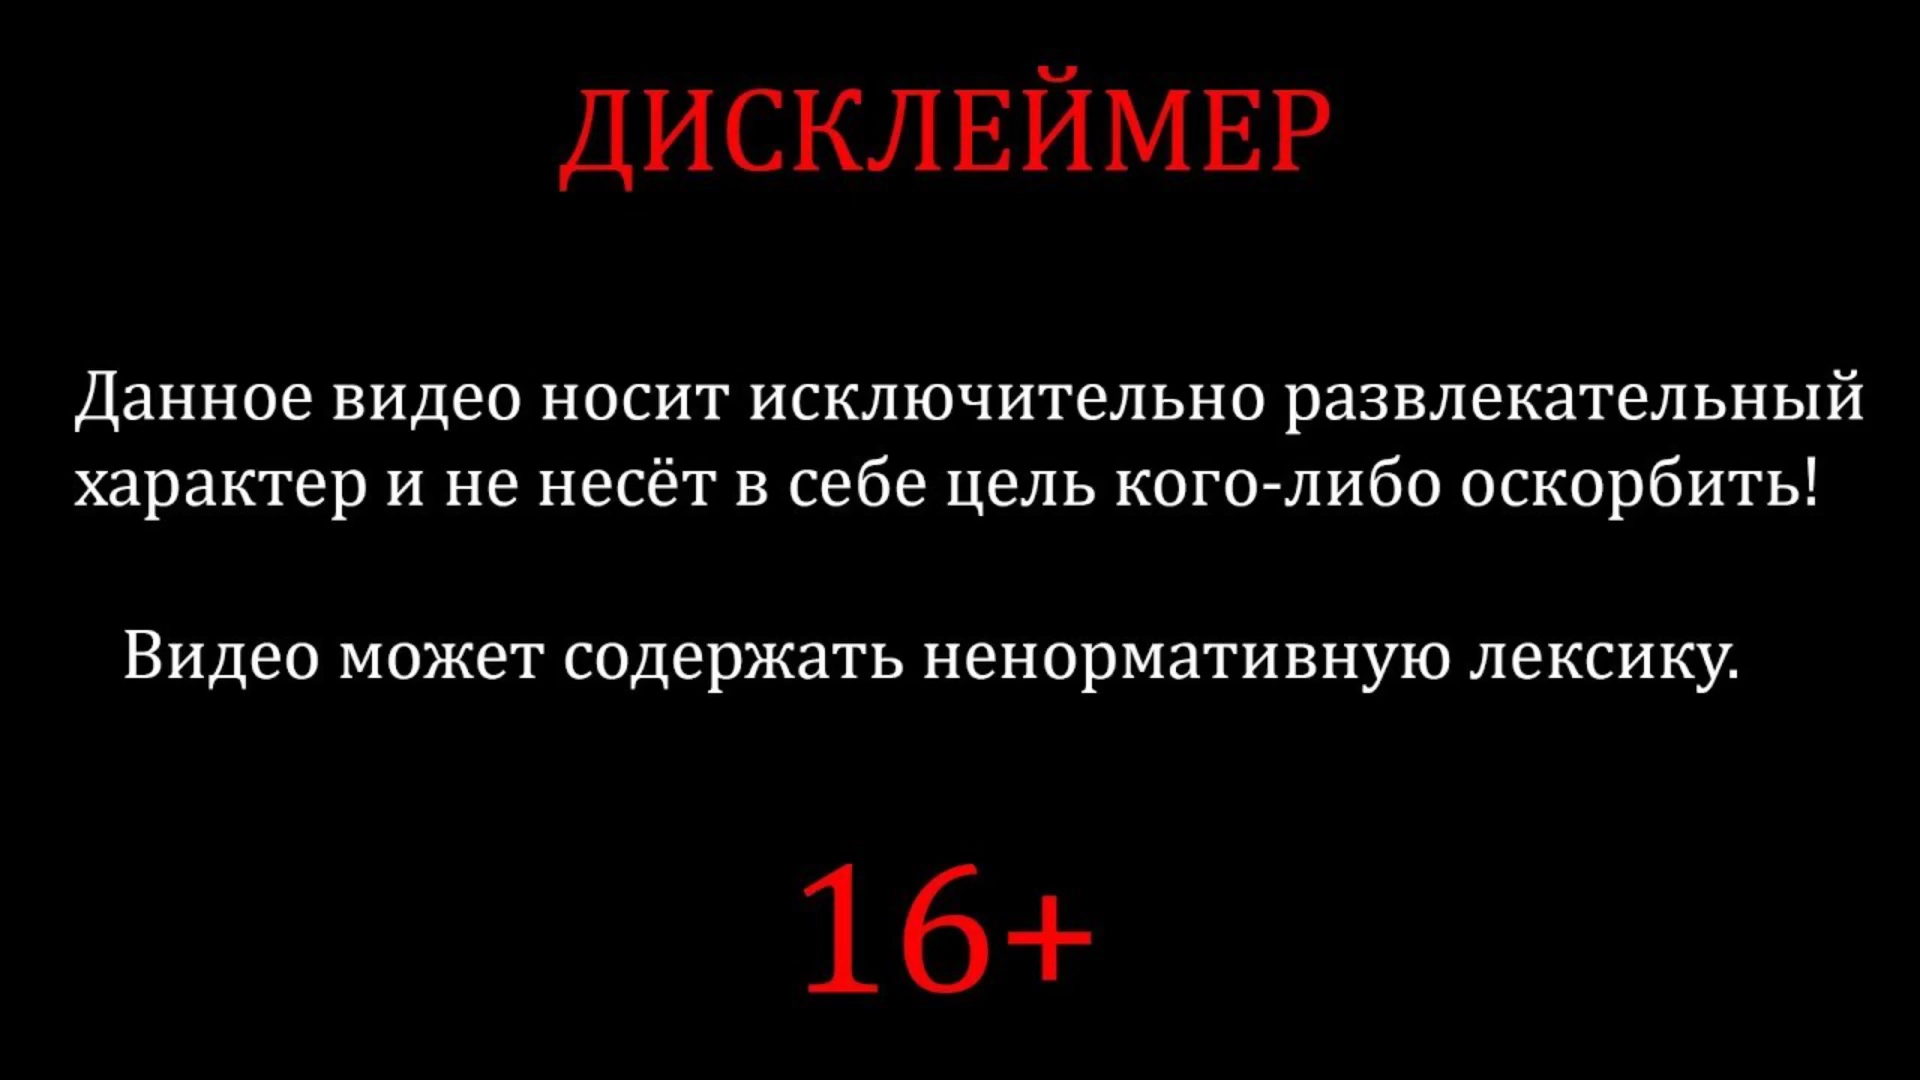 ДИСКЛЕЙМЕР
Данное видео носит исключительно развлекательный
характер и не несёт в себе цель кого-либо оскорбить!
Видео может содержать ненормативную лексику.
16+